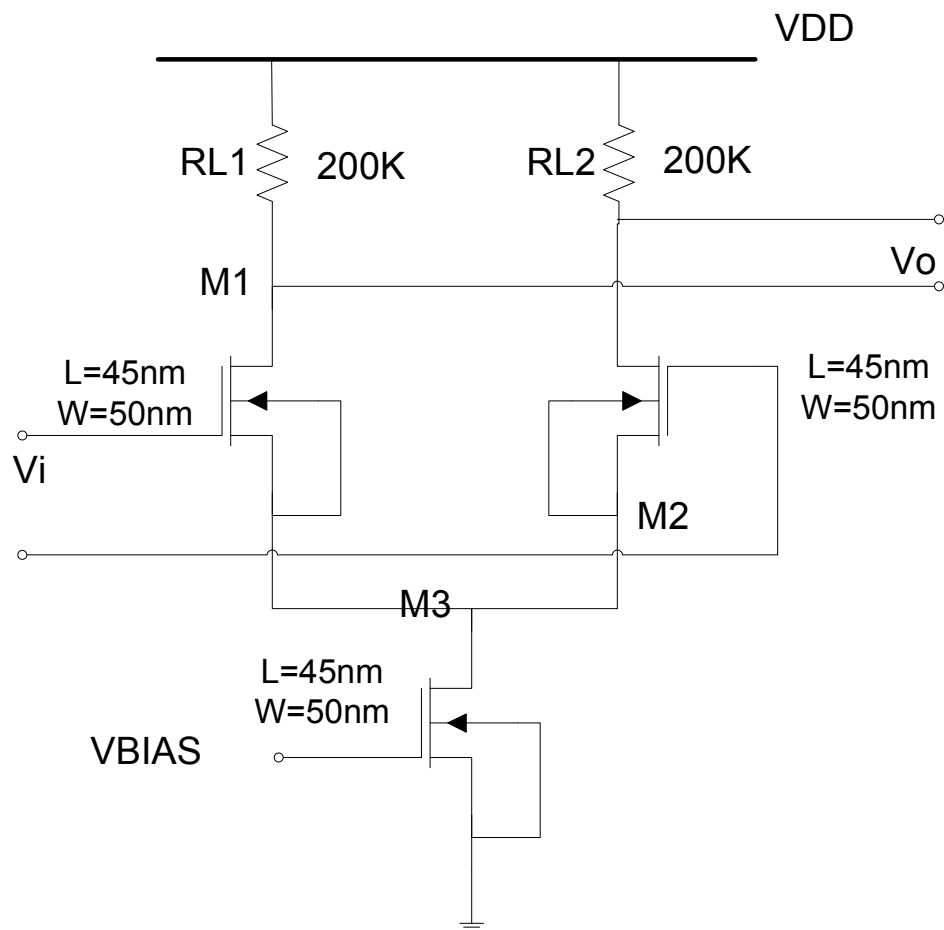 VDD
RL1
200K
RL2
200K
M1
Vo
L=45nm
W=50nm
L=45nm
W=50nm
Vi
M2
M3
L=45nm
W=50nm
VBIAS